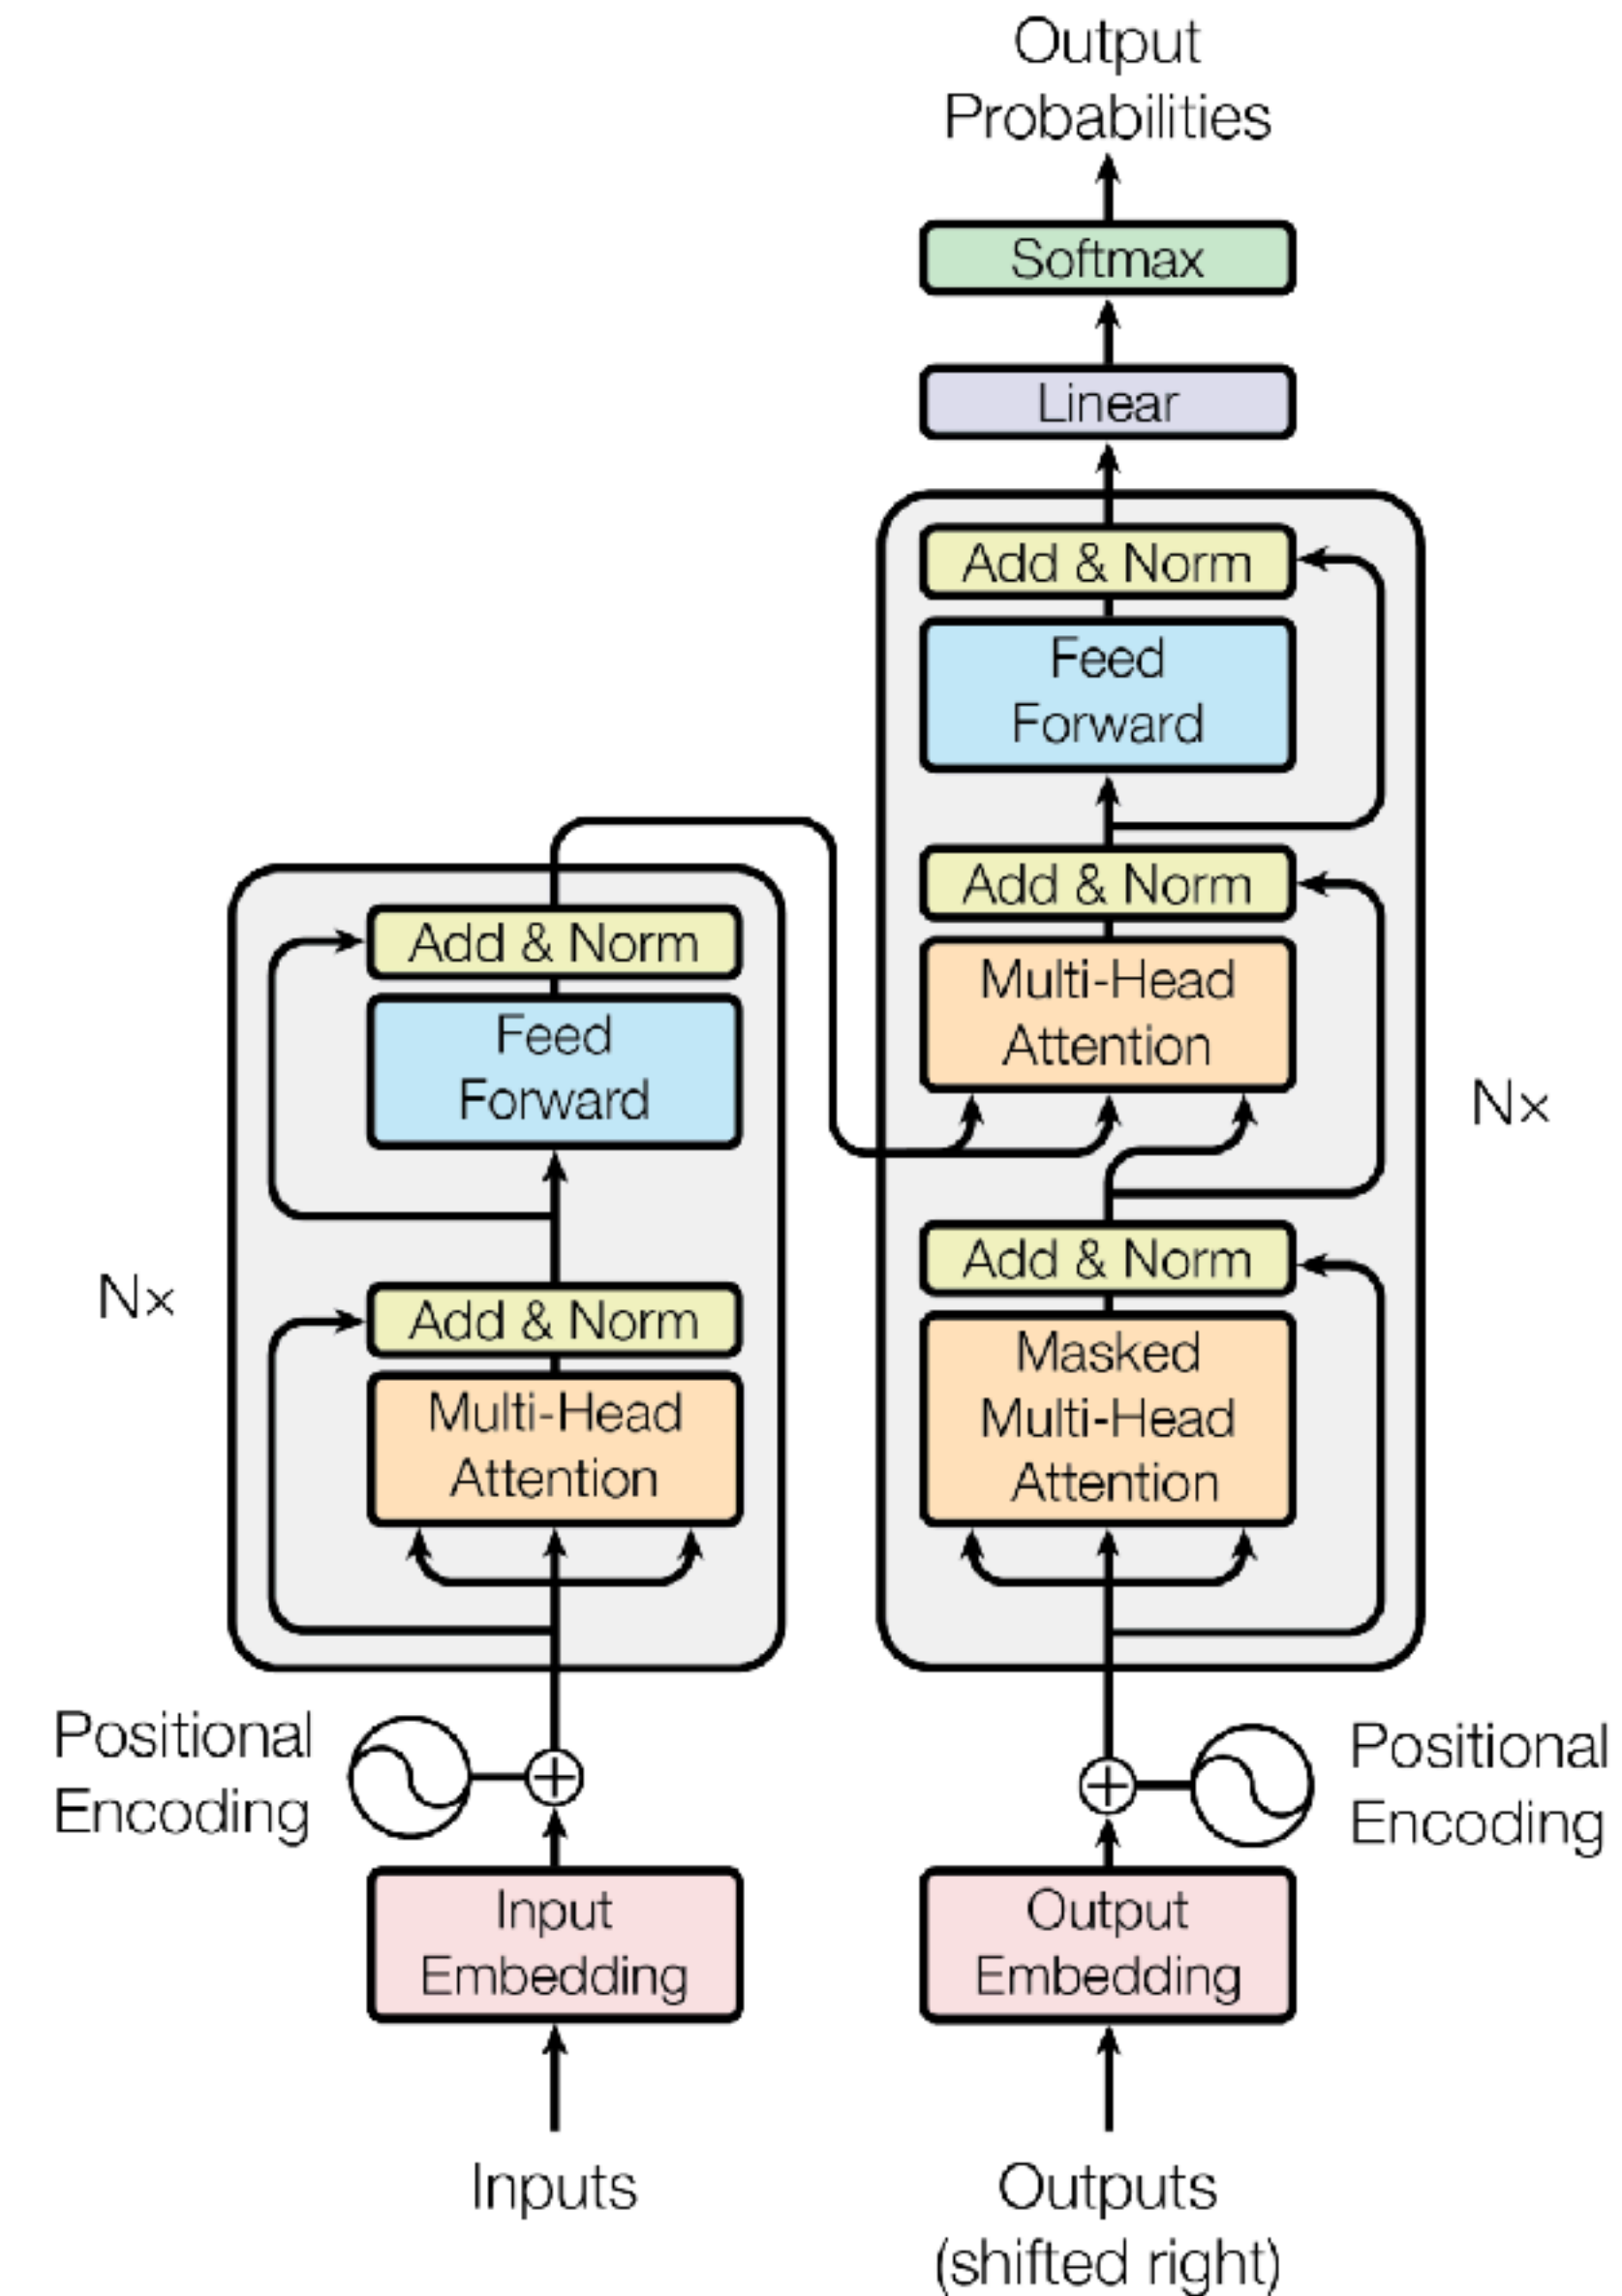 Output
Probabilities
Softmax
Linear
Add & Norm
Feed
Forward
Add & Norm
Multi-Head
Attention
Nx
Add & Norm
Masked
Multi-Head
Attention
Add & Norm
Feed
Forward
Nx
Add & Norm
Multi-Head
Attention
Positional
Encoding
Positional
Encoding
Input
Embedding
Output
Embedding
Inputs
Outputs
(shifted right)